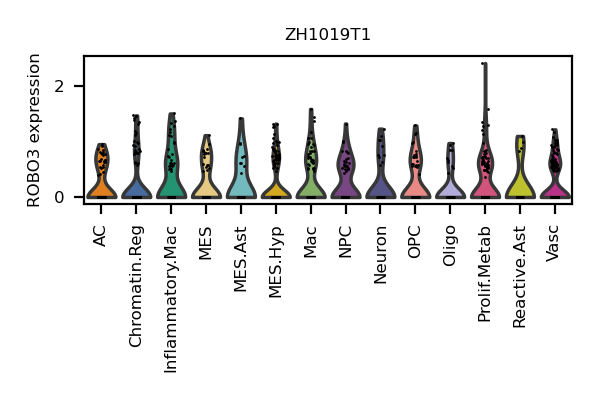 ZH1019T1
ROBO3 expression
2
0
AC
Chromatin.Reg
Inflammatory.Mac
MES
MES.Ast
MES.Hyp
Mac
NPC
Neuron
OPC
Oligo
Prolif.Metab
Reactive.Ast
Vasc